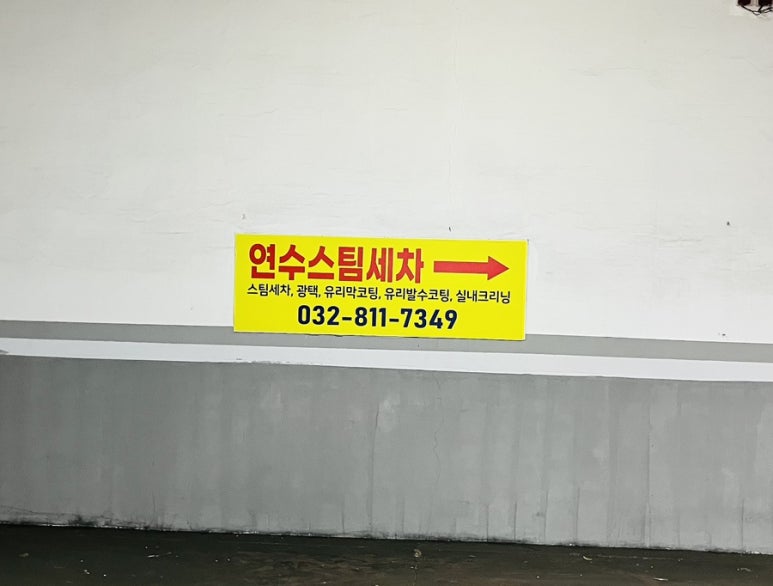 연수스팀세차 →
스팀세차, 광택, 유리막코팅, 유리발수코팅, 실내크리닝
032-811-7349